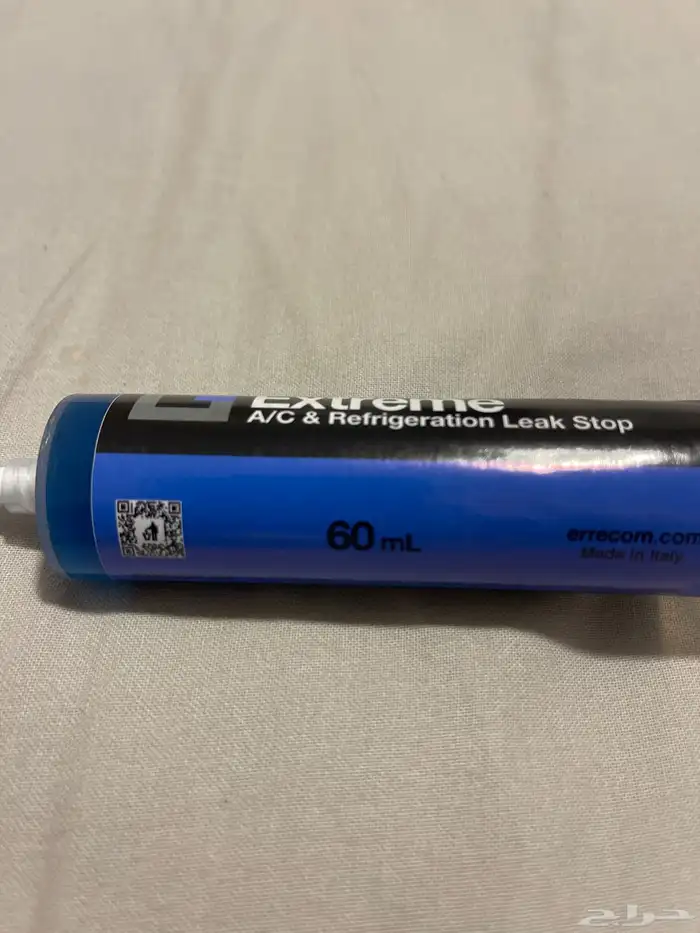 Extreme
A/C & Refrigeration Leak Stop
60 mL
errecom.com
Made in Italy
حراج